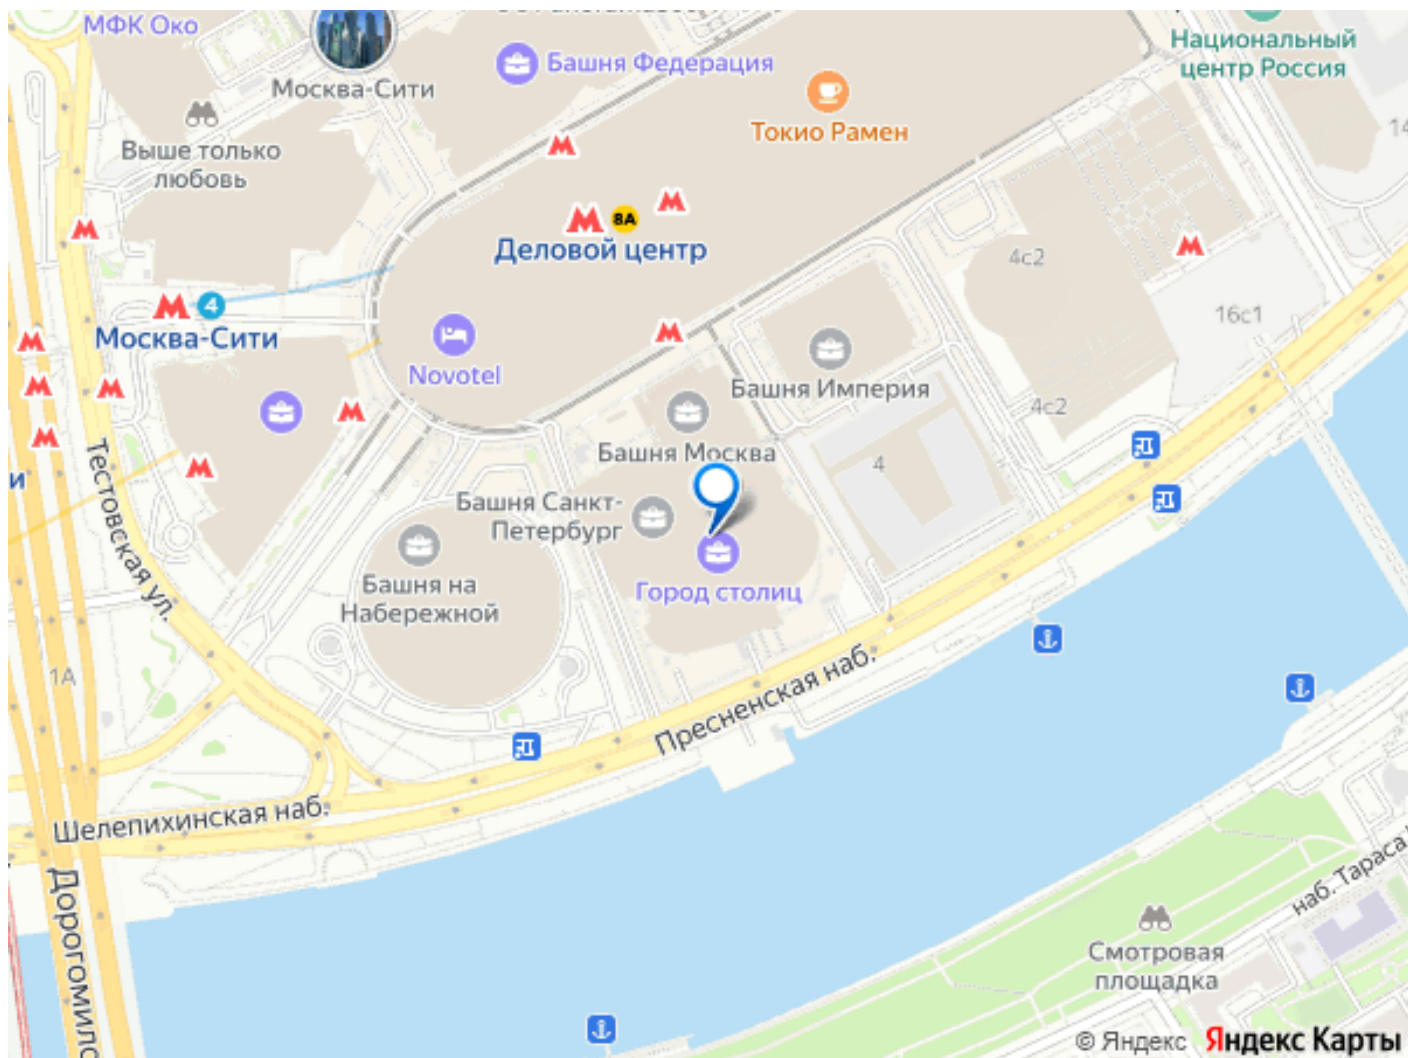 МФК Око
Москва-Сити
Башня Федерация
Национальный
центр Россия
Токио Рамен
Выше только
любовь
14
8А
Деловой центр
4с2
4
Москва-Сити
16с1
Novotel
Башня Империя
4с2
Башня Москва
4
и
Тестовская ул.
Башня Санкт-
Петербург
Башня на
Набережной
Город столиц
1А
Пресненская наб.
Шелепихинская наб.
Дорогомило
наб. Тараса
Смотровая
площадка
© Яндекс Яндекс Карты